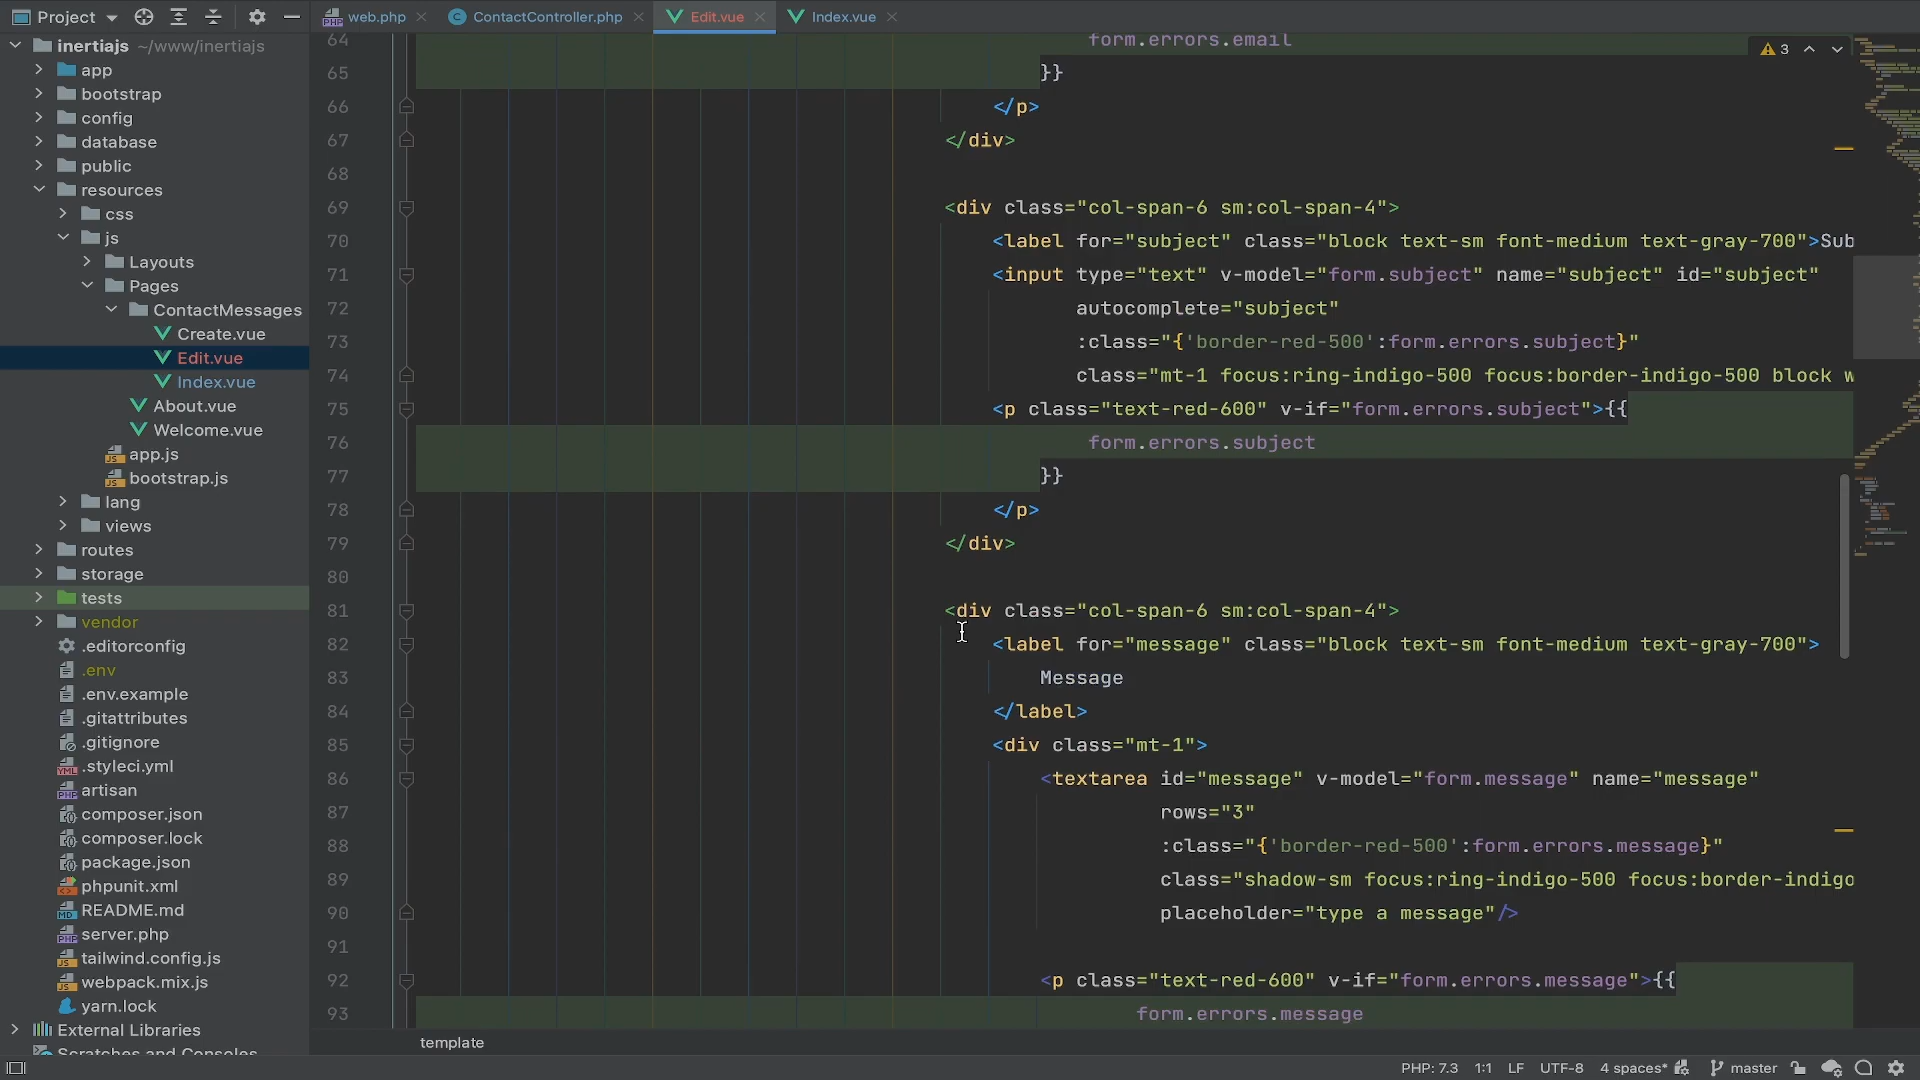 Project
web.php
ContactController.php
Edit.vue
Index.vue
inertiajs ~/www/inertiajs
app
bootstrap
config
database
public
resources
css
js
Layouts
Pages
ContactMessages
Create.vue
Edit.vue
Index.vue
About.vue
Welcome.vue
app.js
bootstrap.js
lang
views
routes
storage
tests
vendor
.editorconfig
.env
.env.example
.gitattributes
.gitignore
.styleci.yml
artisan
composer.json
composer.lock
package.json
phpunit.xml
README.md
server.php
tailwind.config.js
webpack.mix.js
yarn.lock
External Libraries
Scratches and Consoles
3
64 form.errors.email
65 }}
66 </p>
67 </div>
68
69 <div class="col-span-6 sm:col-span-4">
70 <label for="subject" class="block text-sm font-medium text-gray-700">Sub
71 <input type="text" v-model="form.subject" name="subject" id="subject"
72 autocomplete="subject"
73 :class="{'border-red-500':form.errors.subject}"
74 class="mt-1 focus:ring-indigo-500 focus:border-indigo-500 block w
75 <p class="text-red-600" v-if="form.errors.subject">{{
76 form.errors.subject
77 }}
78 </p>
79 </div>
80
81 <div class="col-span-6 sm:col-span-4">
82 <label for="message" class="block text-sm font-medium text-gray-700">
83 Message
84 </label>
85 <div class="mt-1">
86 <textarea id="message" v-model="form.message" name="message"
87 rows="3"
88 :class="{'border-red-500':form.errors.message}"
89 class="shadow-sm focus:ring-indigo-500 focus:border-indigo
90 placeholder="type a message"/>
91
92 <p class="text-red-600" v-if="form.errors.message">{{
93 form.errors.message
template
PHP: 7.3 1:1 LF UTF-8 4 spaces* master